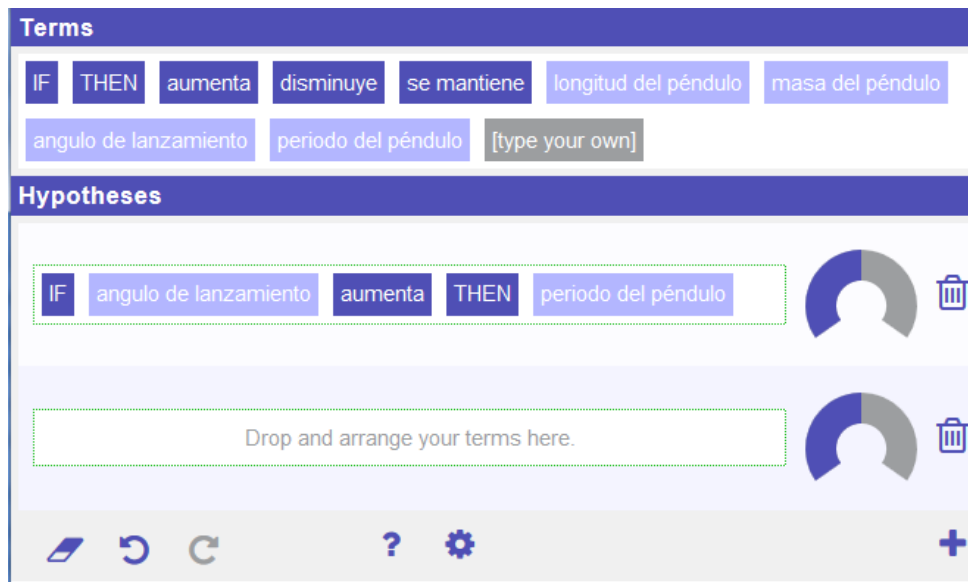 Terms
IF THEN aumenta disminuye se mantiene longitud del péndulo masa del péndulo
angulo de lanzamiento periodo del péndulo [type your own]
Hypotheses
IF angulo de lanzamiento aumenta THEN periodo del péndulo
Drop and arrange your terms here.
?